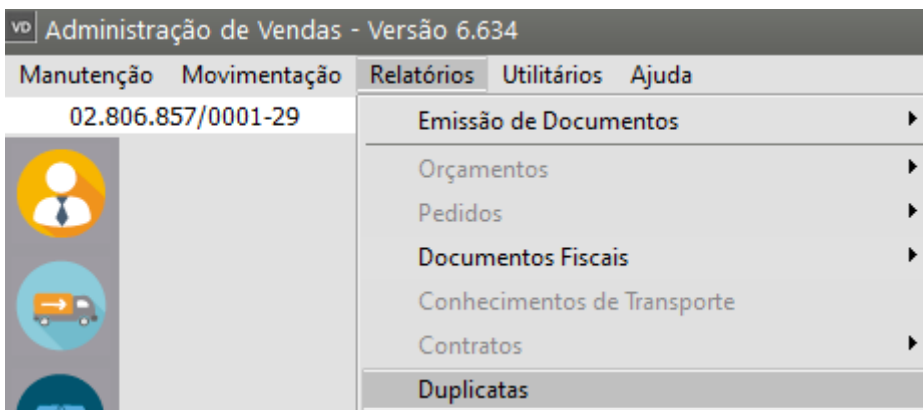 VD Administração de Vendas - Versão 6.634
Manutenção Movimentação Relatórios Utilitários Ajuda
02.806.857/0001-29
Emissão de Documentos
Orçamentos
Pedidos
Documentos Fiscais
Conhecimentos de Transporte
Contratos
Duplicatas